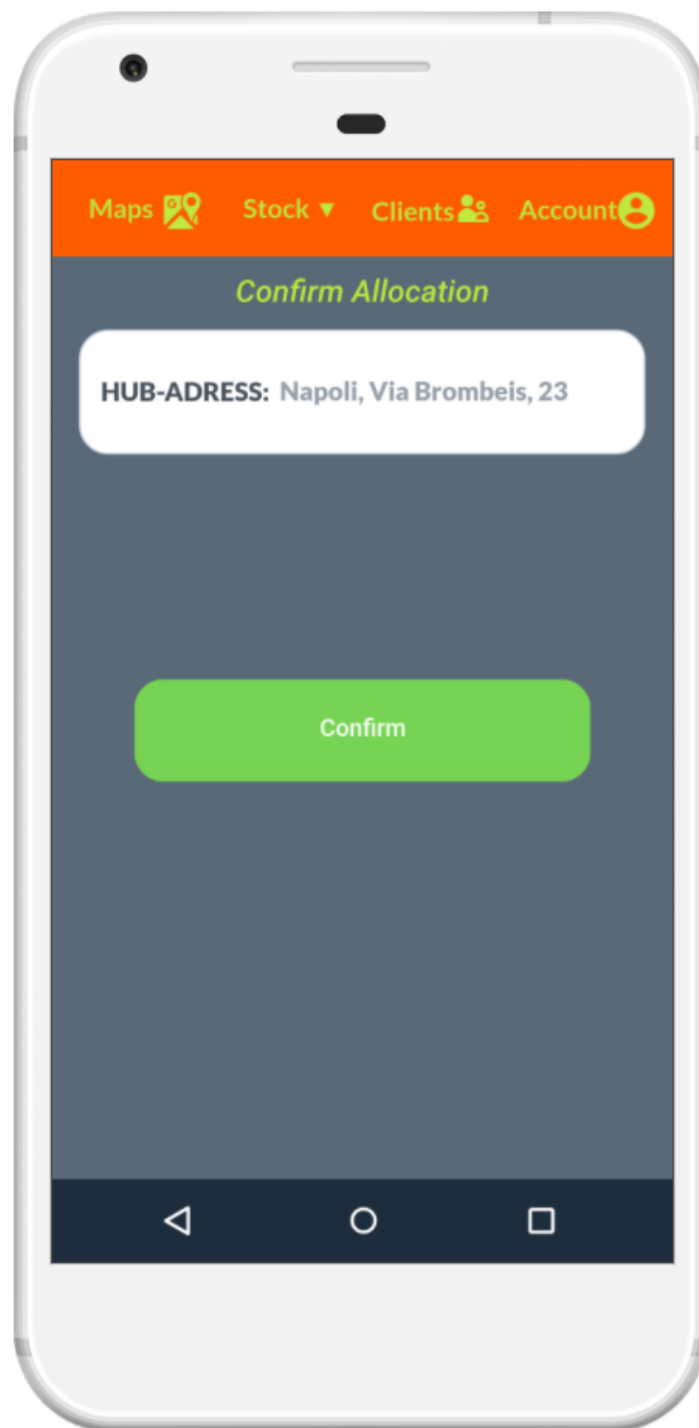 Maps Stock ▼ Clients Account
Confirm Allocation
HUB-ADRESS: Napoli, Via Brombeis, 23
Confirm